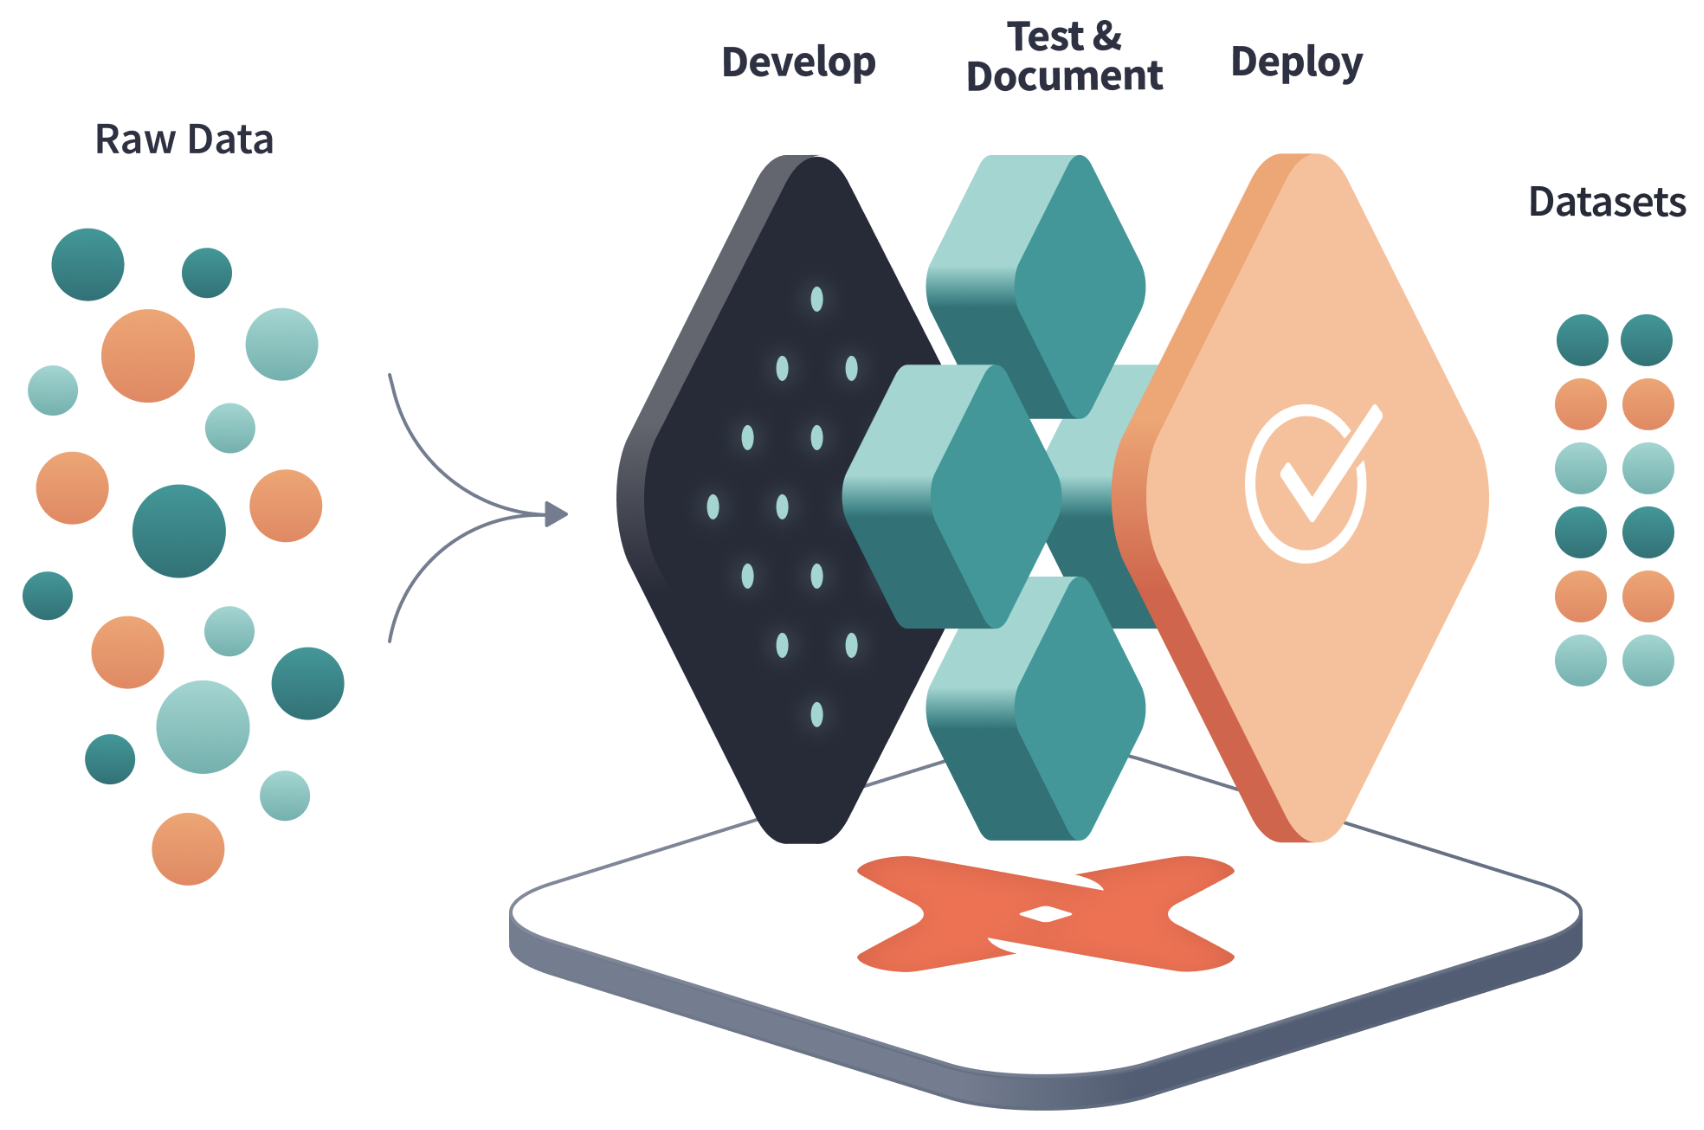 Raw Data
Develop
Test &
Document
Deploy
Datasets